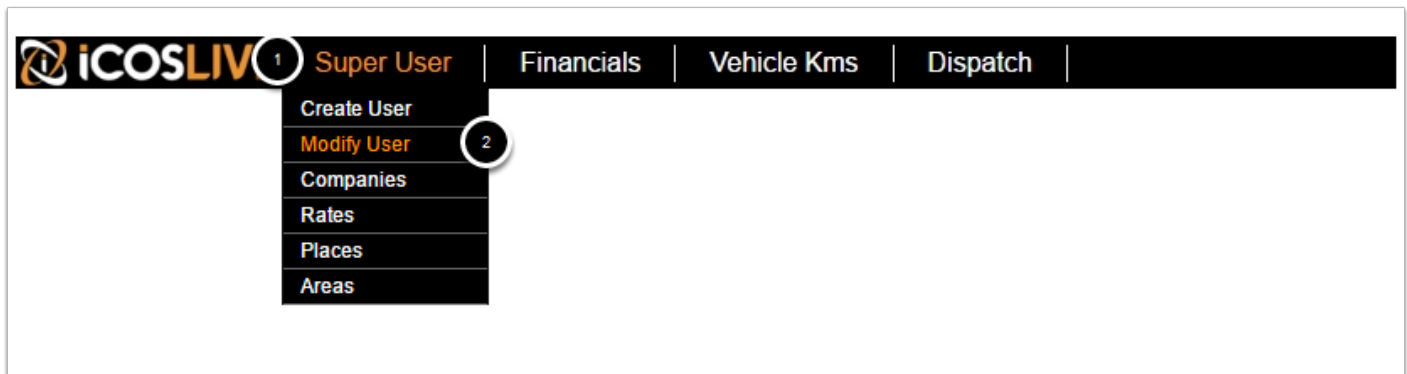 iCOSLIV 1 Super User Financials Vehicle Kms Dispatch
Create User
Modify User 2
Companies
Rates
Places
Areas